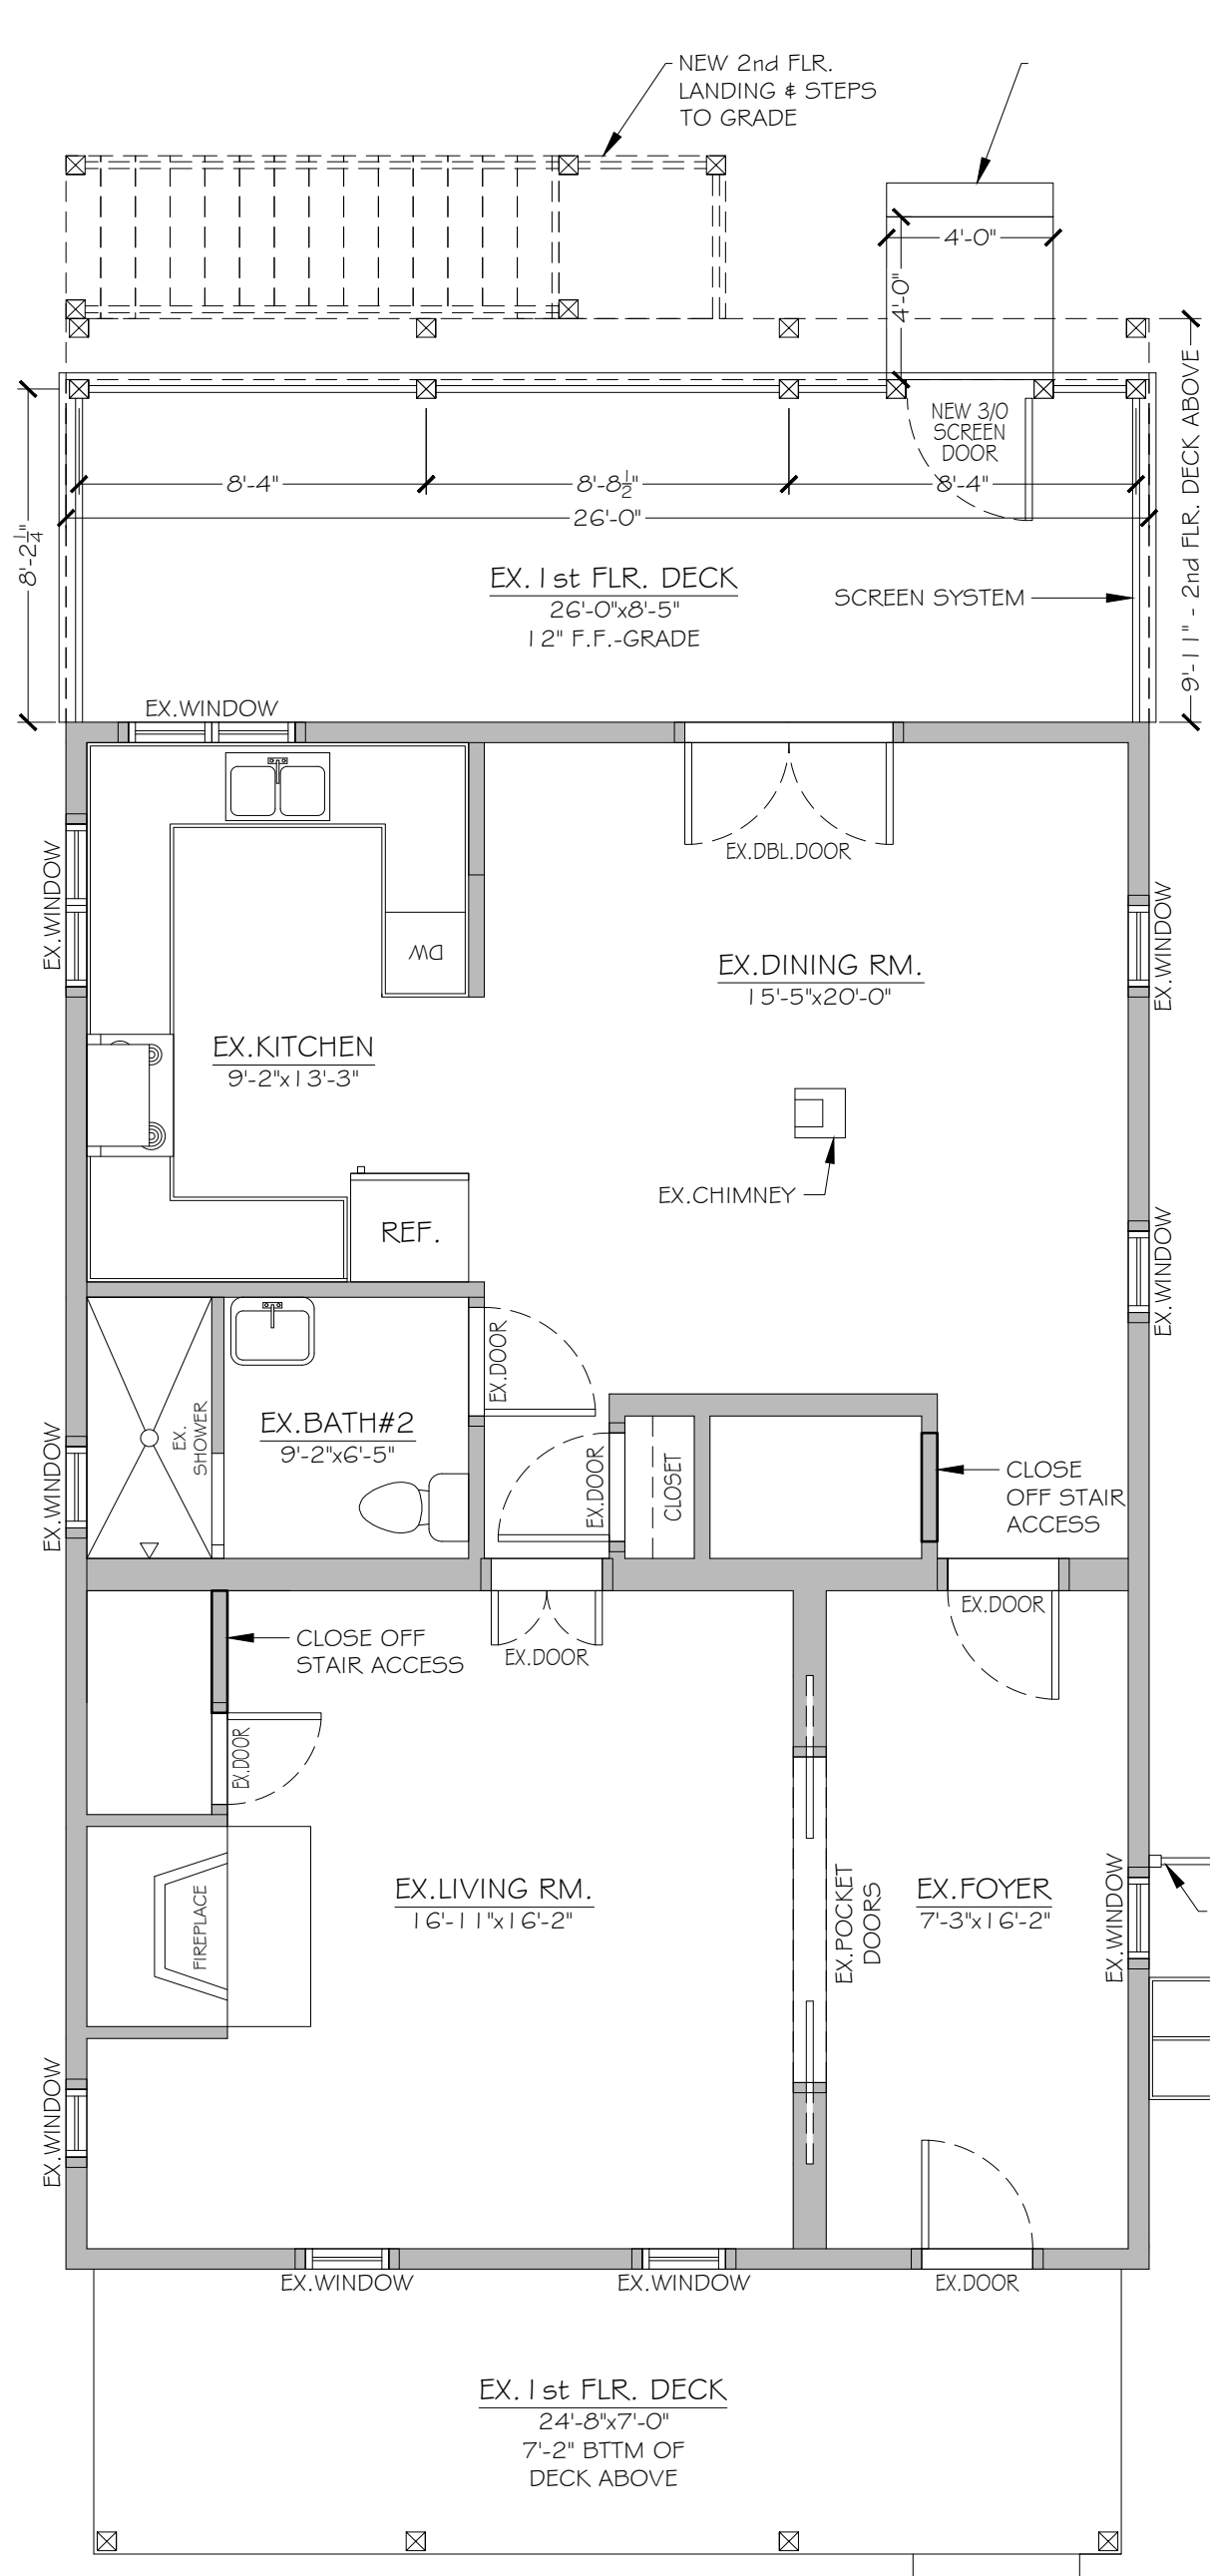 NEW 2nd FLR.
LANDING & STEPS
TO GRADE
4'-0"
4'-0"
NEW 3/0
SCREEN
DOOR
8'-4"
8'-8½"
8'-4"
26'-0"
8'-2¼"
9'-11" - 2nd FLR. DECK ABOVE
EX. 1st FLR. DECK
26'-0"x8'-5"
12" F.F.-GRADE
SCREEN SYSTEM
EX.WINDOW
EX.WINDOW
EX.DBL.DOOR
EX.WINDOW
DW
EX.DINING RM.
15'-5"x20'-0"
EX.KITCHEN
9'-2"x13'-3"
EX.CHIMNEY
REF.
EX.WINDOW
EX.DOOR
EX.BATH#2
9'-2"x6'-5"
EX.
SHOWER
EX.WINDOW
EX.DOOR
CLOSET
CLOSE
OFF STAIR
ACCESS
EX.DOOR
CLOSE OFF
STAIR ACCESS
EX.DOOR
EX.DOOR
EX.LIVING RM.
16'-11"x16'-2"
FIREPLACE
EX.POCKET
DOORS
EX.FOYER
7'-3"x16'-2"
EX.WINDOW
EX.WINDOW
EX.WINDOW
EX.WINDOW
EX.DOOR
EX. 1st FLR. DECK
24'-8"x7'-0"
7'-2" BTTM OF
DECK ABOVE